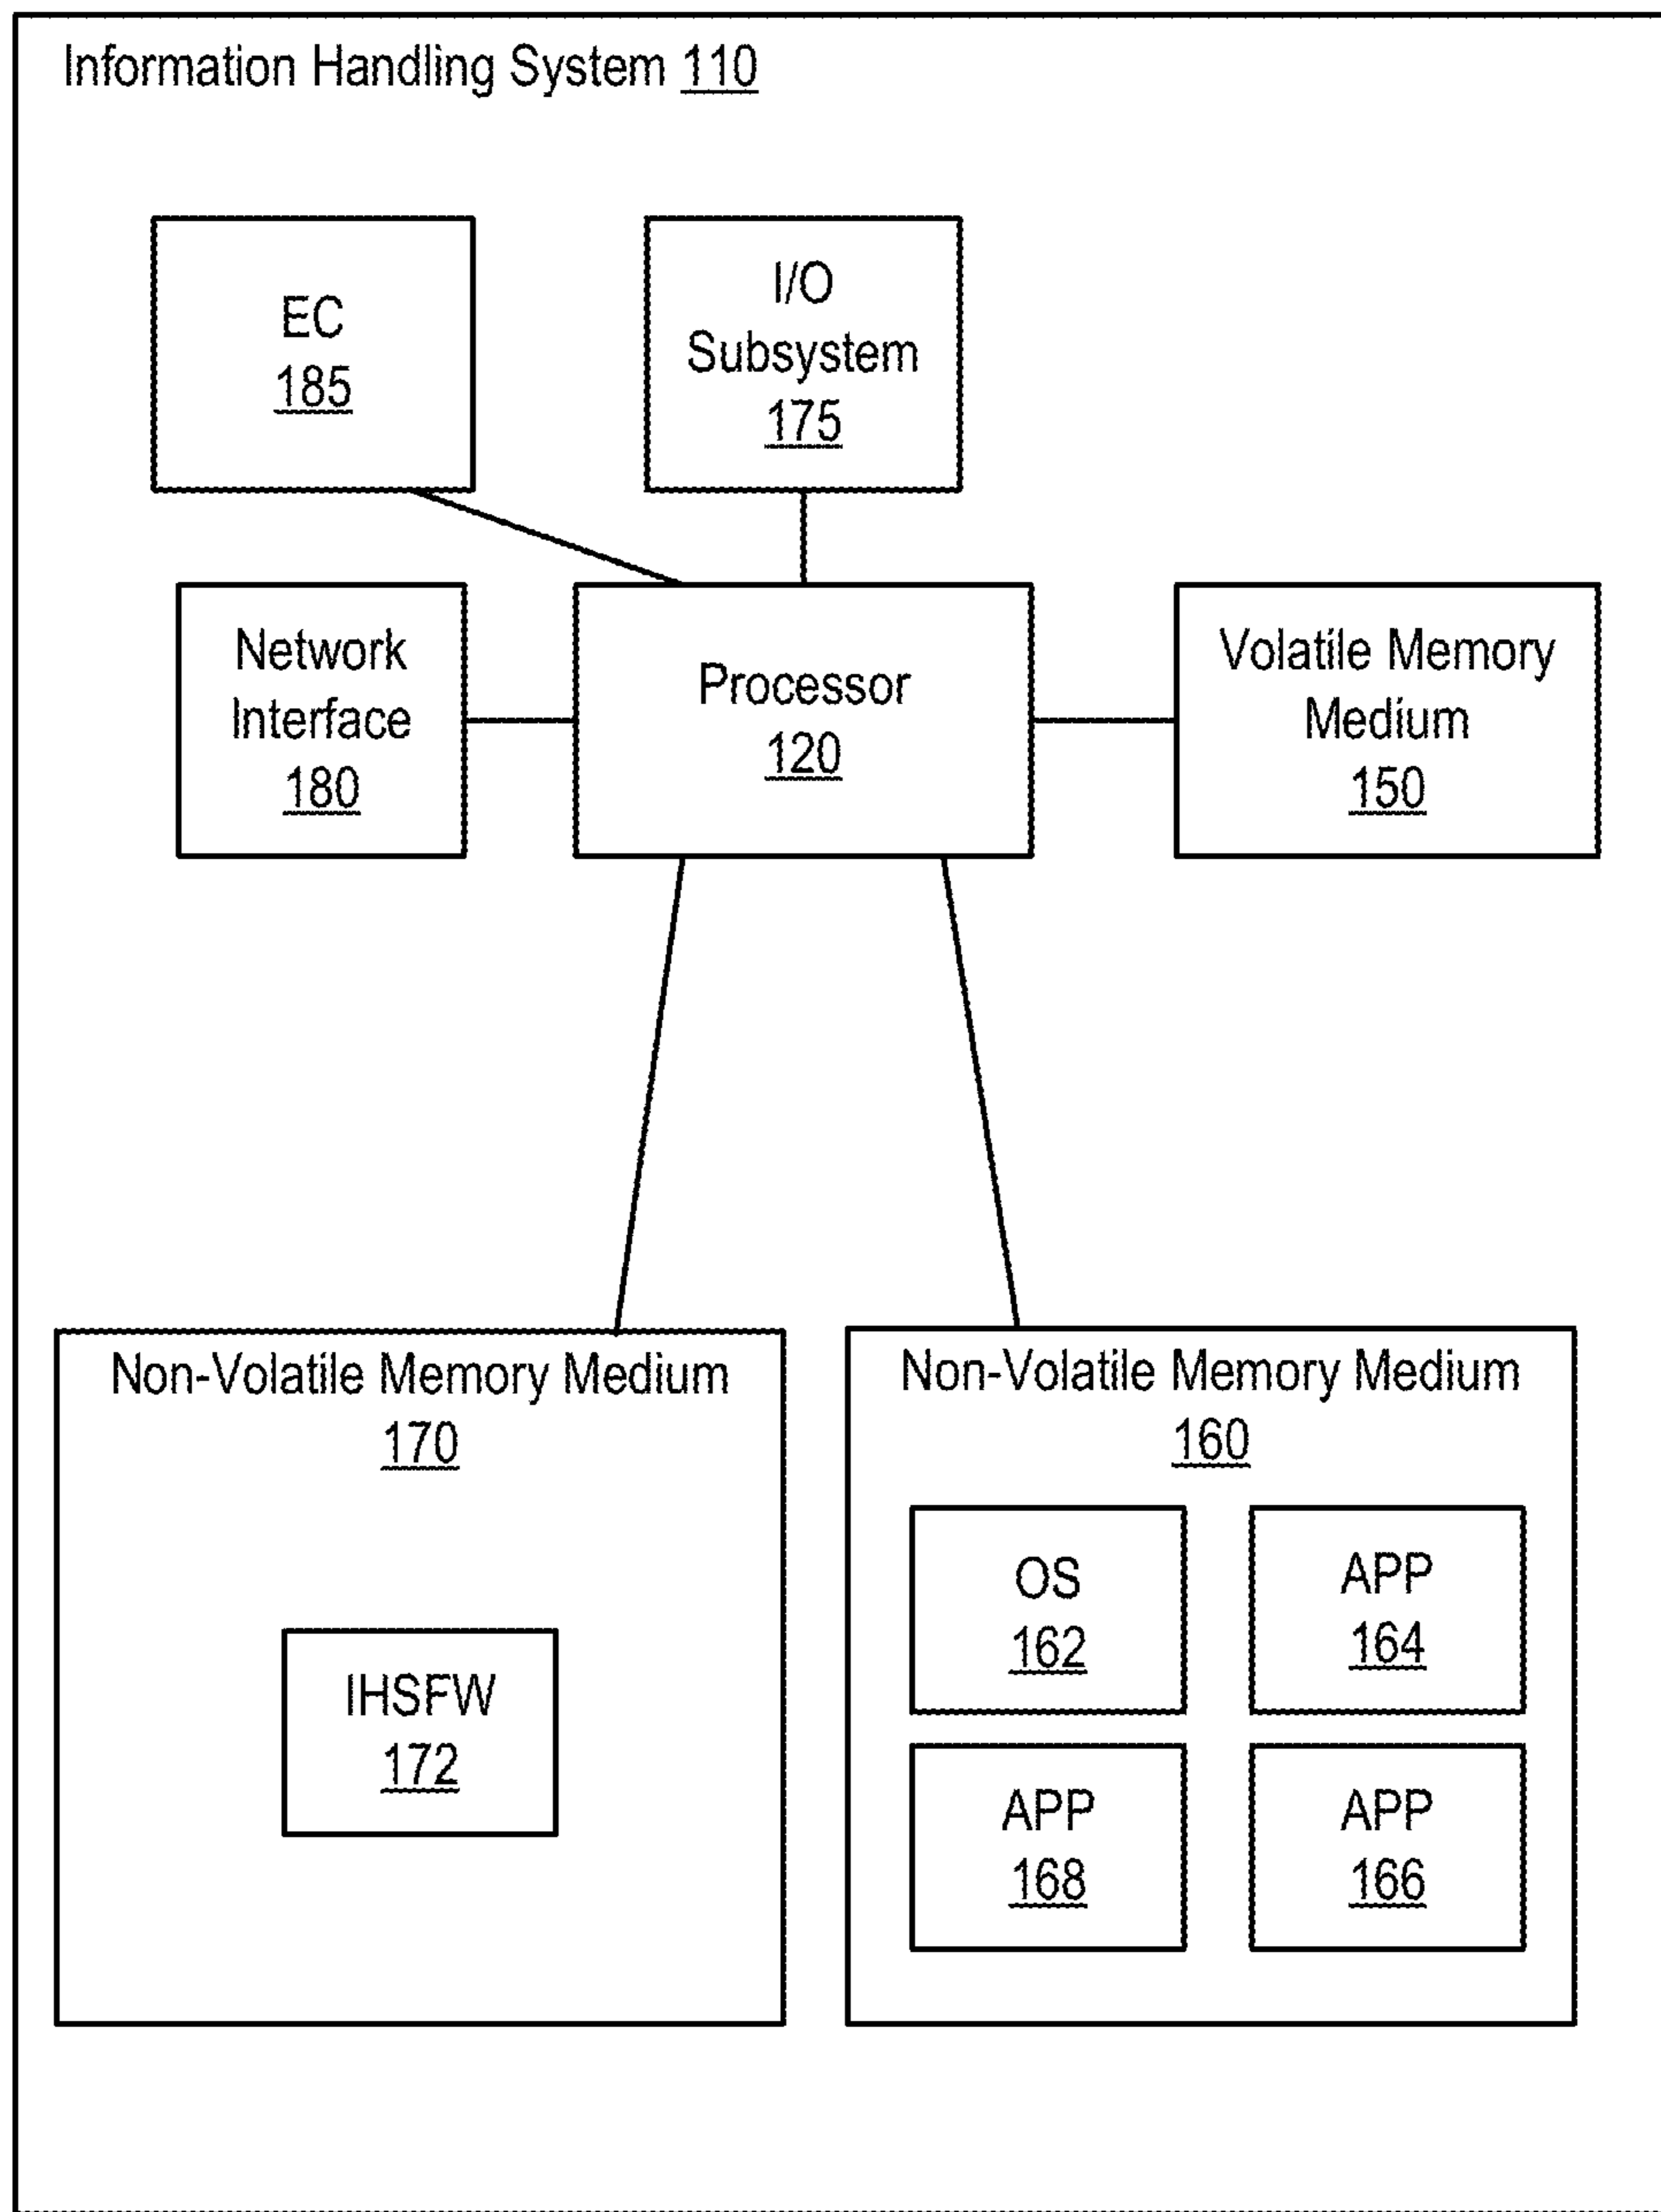 Information Handling System 110
EC
185
I/O
Subsystem
175
Network
Interface
180
Processor
120
Volatile Memory
Medium
150
Non-Volatile Memory Medium
170
IHSFW
172
Non-Volatile Memory Medium
160
OS
162
APP
164
APP
168
APP
166